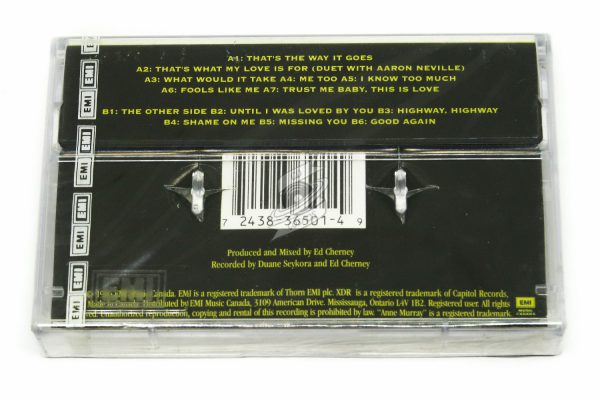 A1: THAT'S THE WAY IT GOES
A2: THAT'S WHAT MY LOVE IS FOR (DUET WITH AARON NEVILLE)
A3: WHAT WOULD IT TAKE A4: ME TOO A5: I KNOW TOO MUCH
A6: FOOLS LIKE ME A7: TRUST ME BABY, THIS IS LOVE
B1: THE OTHER SIDE B2: UNTIL I WAS LOVED BY YOU B3: HIGHWAY, HIGHWAY
B4: SHAME ON ME B5: MISSING YOU B6: GOOD AGAIN
EMI
EMI
EMI
EMI
EMI
EMI
EMI
7 2438-36501-4 9
Produced and Mixed by Ed Cherney
Recorded by Duane Seykora and Ed Cherney
Canada. EMI is a registered trademark of Thorn EMI plc. XDR is a registered trademark of Capitol Records.
Made in Canada. Distributed by EMI Music Canada, 3109 American Drive. Mississauga, Ontario L4V 1B2. Registered user. All rights
Unauthorized reproduction, copying and rental of this recording is prohibited by law. "Anne Murray" is a registered trademark.
EMI
MUSIC
CANADA